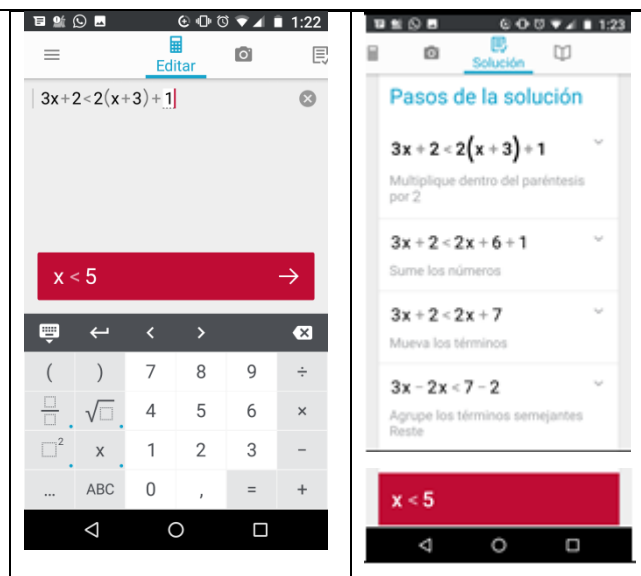 1:22
Editar
3x+2<2(x+3)+1
x < 5
( ) 7 8 9 ÷
√ 4 5 6 ×
2 x 1 2 3 −
... ABC 0 , = +
1:23
Solución
Pasos de la solución
3x + 2 < 2(x + 3) + 1
Multiplique dentro del paréntesis
por 2
3x + 2 < 2x + 6 + 1
Sume los números
3x + 2 < 2x + 7
Mueva los términos
3x − 2x < 7 − 2
Agrupe los términos semejantes
Reste
x < 5